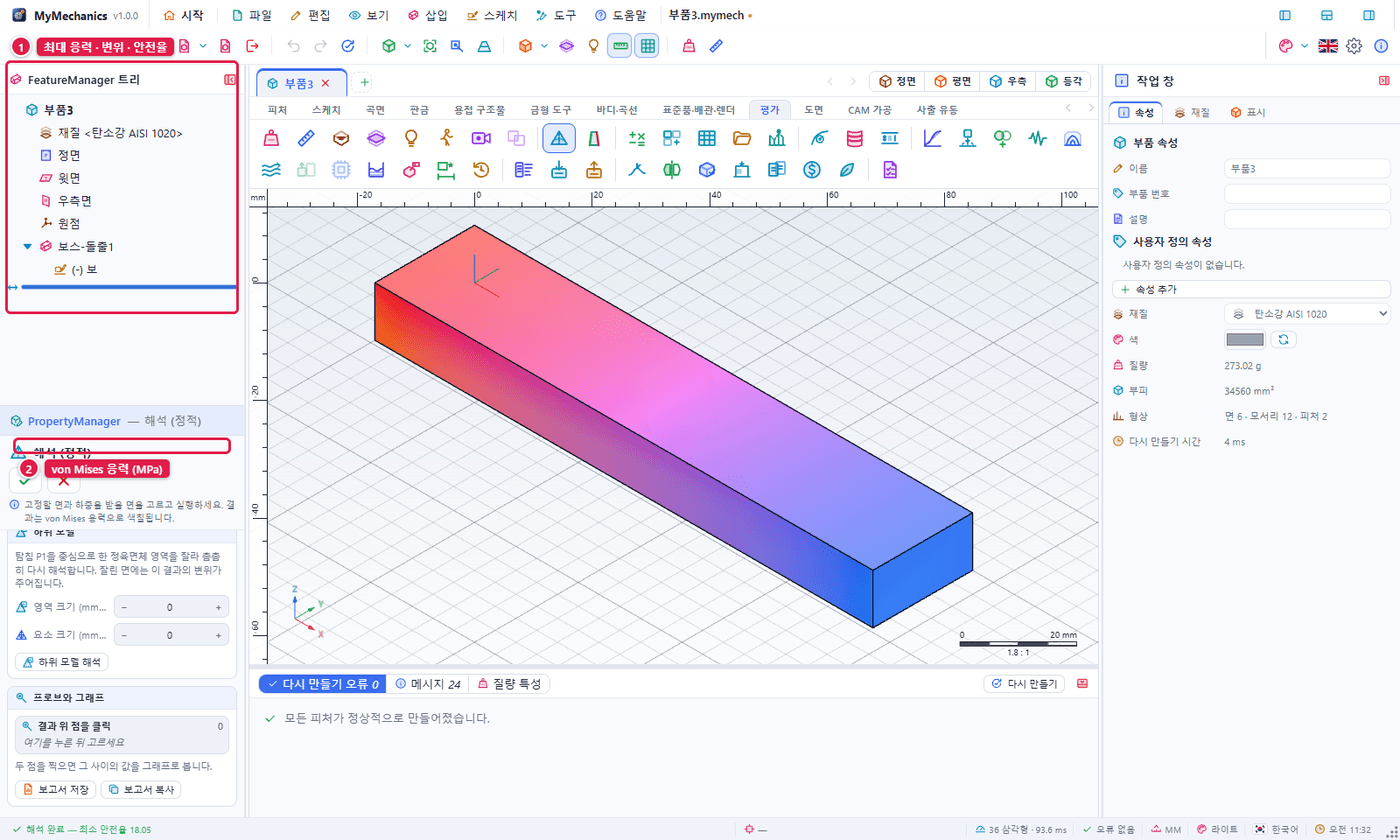 MyMechanics v1.0.0 시작 파일 편집 보기 삽입 스케치 도구 도움말 부품3.mymech •
1 최대 응력 · 변위 · 안전율
FeatureManager 트리
부품3
재질 <탄소강 AISI 1020>
정면
윗면
우측면
원점
보스-돌출1
(-) 보
PropertyManager — 해석 (정적)
해석 (정적)
2 von Mises 응력 (MPa)
고정할 면과 하중을 받을 면을 고르고 실행하세요. 결
과는 von Mises 응력으로 색칠됩니다.
하위 모델
탐침 P1을 중심으로 한 정육면체 영역을 잘라 촘촘
히 다시 해석합니다. 잘린 면에는 이 결과의 변위가
주어집니다.
영역 크기 (mm... − 0 +
요소 크기 (mm... − 0 +
하위 모델 해석
프로브와 그래프
결과 위 점을 클릭 0
여기를 누른 뒤 고르세요
두 점을 찍으면 그 사이의 값을 그래프로 봅니다.
보고서 저장 보고서 복사
부품3 정면 평면 우측 등각
피처 스케치 곡면 판금 용접 구조물 금형 도구 바디·곡선 표준품·배관·렌더 평가 도면 CAM 가공 사출 유동
mm -20 0 20 40 60 80 100
0
20
40
60
Z
Y
X
0 20 mm
1.8 : 1
다시 만들기 오류 0 메시지 24 질량 특성 다시 만들기
모든 피처가 정상적으로 만들어졌습니다.
작업 창
속성 재질 표시
부품 속성
이름 부품3
부품 번호
설명
사용자 정의 속성
사용자 정의 속성이 없습니다.
+ 속성 추가
재질 탄소강 AISI 1020
색
질량 273.02 g
부피 34560 mm³
형상 면 6 · 모서리 12 · 피처 2
다시 만들기 시간 4 ms
해석 완료 — 최소 안전율 18.05 — 36 삼각형 · 93.6 ms 오류 없음 MM 라이트 한국어 오전 11:32